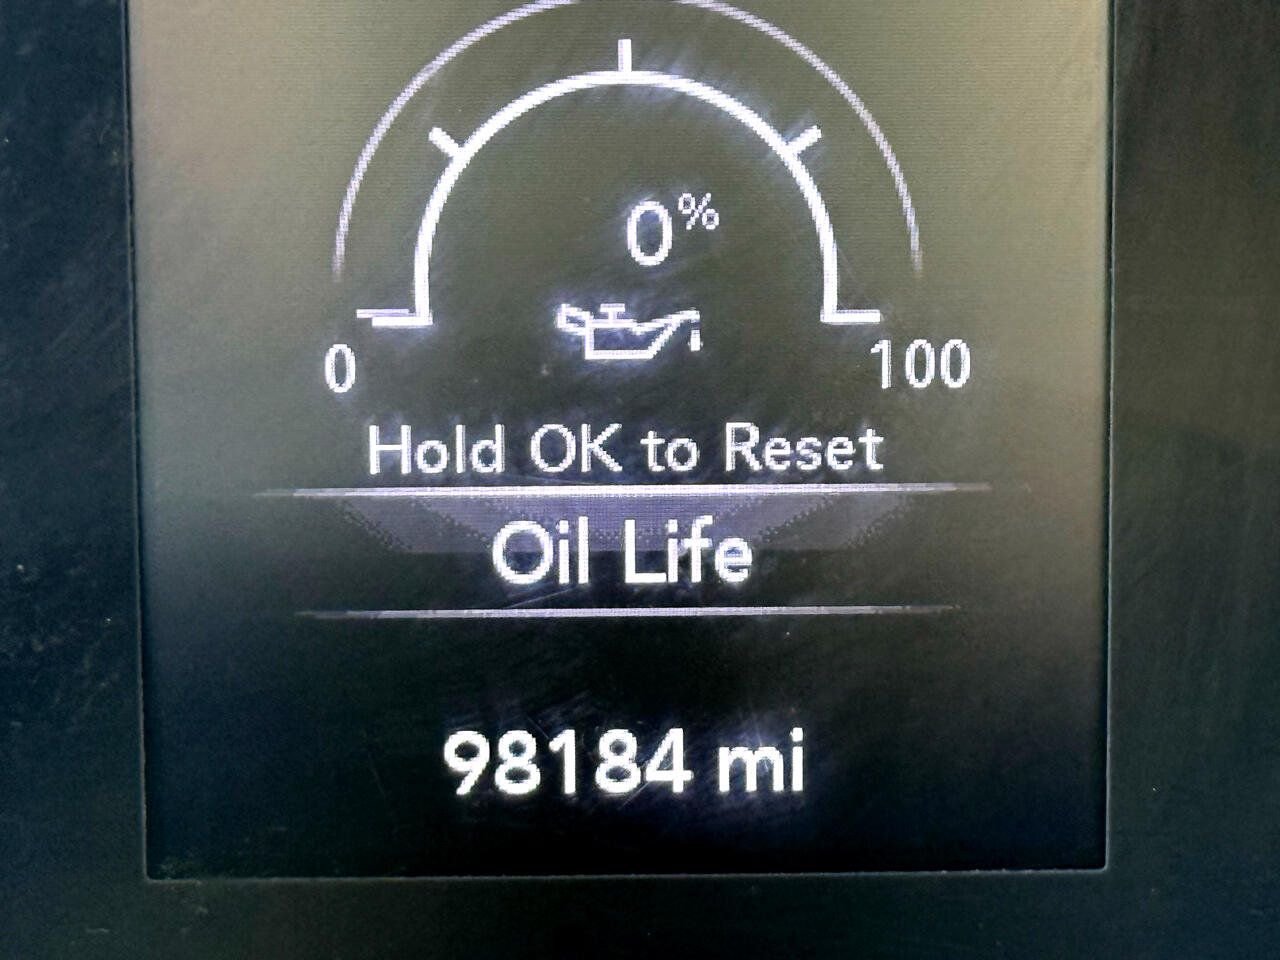 0%
0 100
Hold OK to Reset
Oil Life
98184 mi